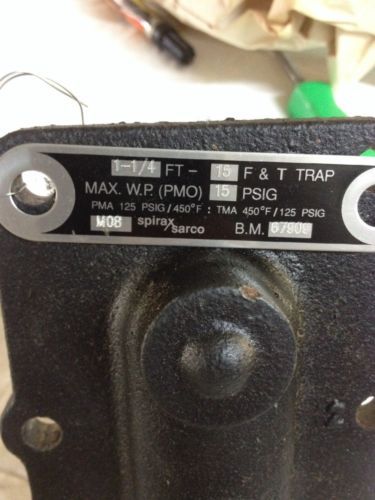 1-1/4 FT- 15 F & T TRAP
MAX. W.P. (PMO) 15 PSIG
PMA 125 PSIG/450°F : TMA 450°F/125 PSIG
M08 spirax/sarco B.M. 67909